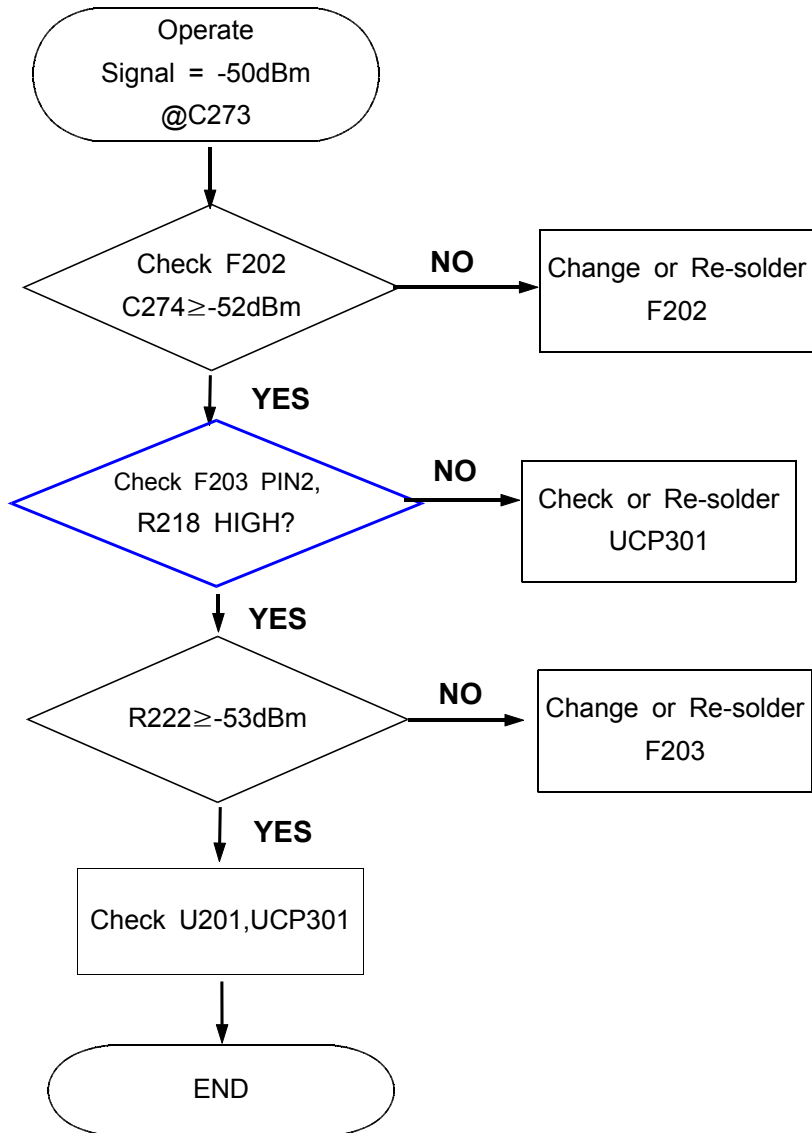 Operate
Signal = -50dBm
@C273
Check F202
C274≥-52dBm
NO
Change or Re-solder
F202
YES
Check F203 PIN2,
R218 HIGH?
NO
Check or Re-solder
UCP301
YES
R222≥-53dBm
NO
Change or Re-solder
F203
YES
Check U201,UCP301
END